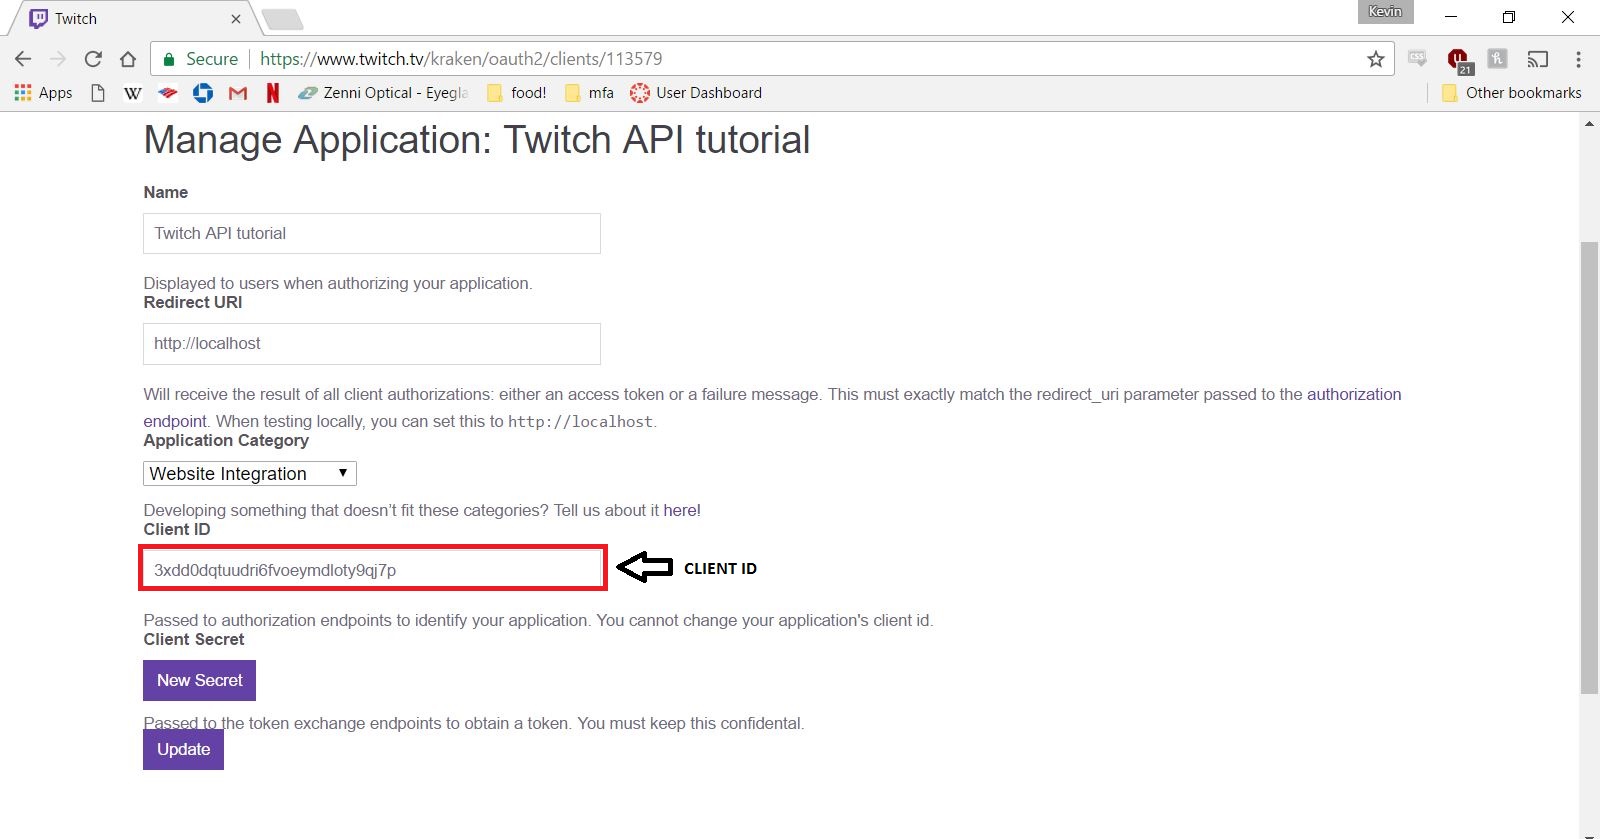 Twitch
Kevin
Secure
https://www.twitch.tv/kraken/oauth2/clients/113579
21
Apps
W
N
Zenni Optical - Eyegla
food!
mfa
User Dashboard
Other bookmarks
Manage Application: Twitch API tutorial
Name
Twitch API tutorial
Displayed to users when authorizing your application.
Redirect URI
http://localhost
Will receive the result of all client authorizations: either an access token or a failure message. This must exactly match the redirect_uri parameter passed to the authorization
endpoint. When testing locally, you can set this to http://localhost.
Application Category
Website Integration
Developing something that doesn’t fit these categories? Tell us about it here!
Client ID
3xdd0dqtuudri6fvoeymdloty9qj7p
CLIENT ID
Passed to authorization endpoints to identify your application. You cannot change your application's client id.
Client Secret
New Secret
Passed to the token exchange endpoints to obtain a token. You must keep this confidental.
Update